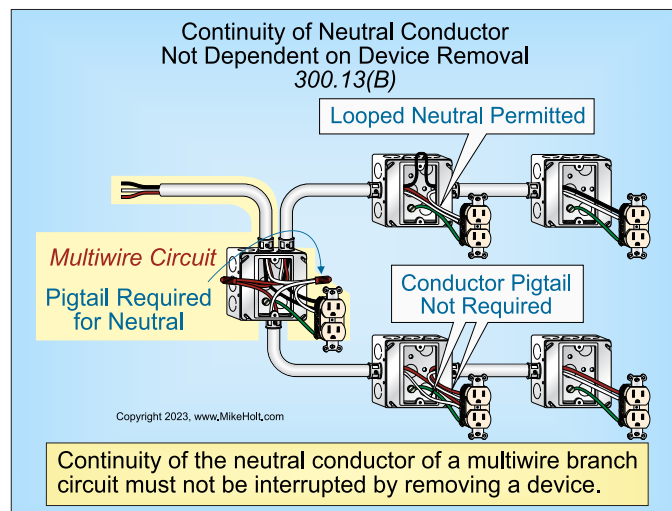 Continuity of Neutral Conductor
Not Dependent on Device Removal
300.13(B)
Looped Neutral Permitted
Multiwire Circuit
Pigtail Required
for Neutral
Conductor Pigtail
Not Required
Copyright 2023, www.MikeHolt.com
Continuity of the neutral conductor of a multiwire branch
circuit must not be interrupted by removing a device.